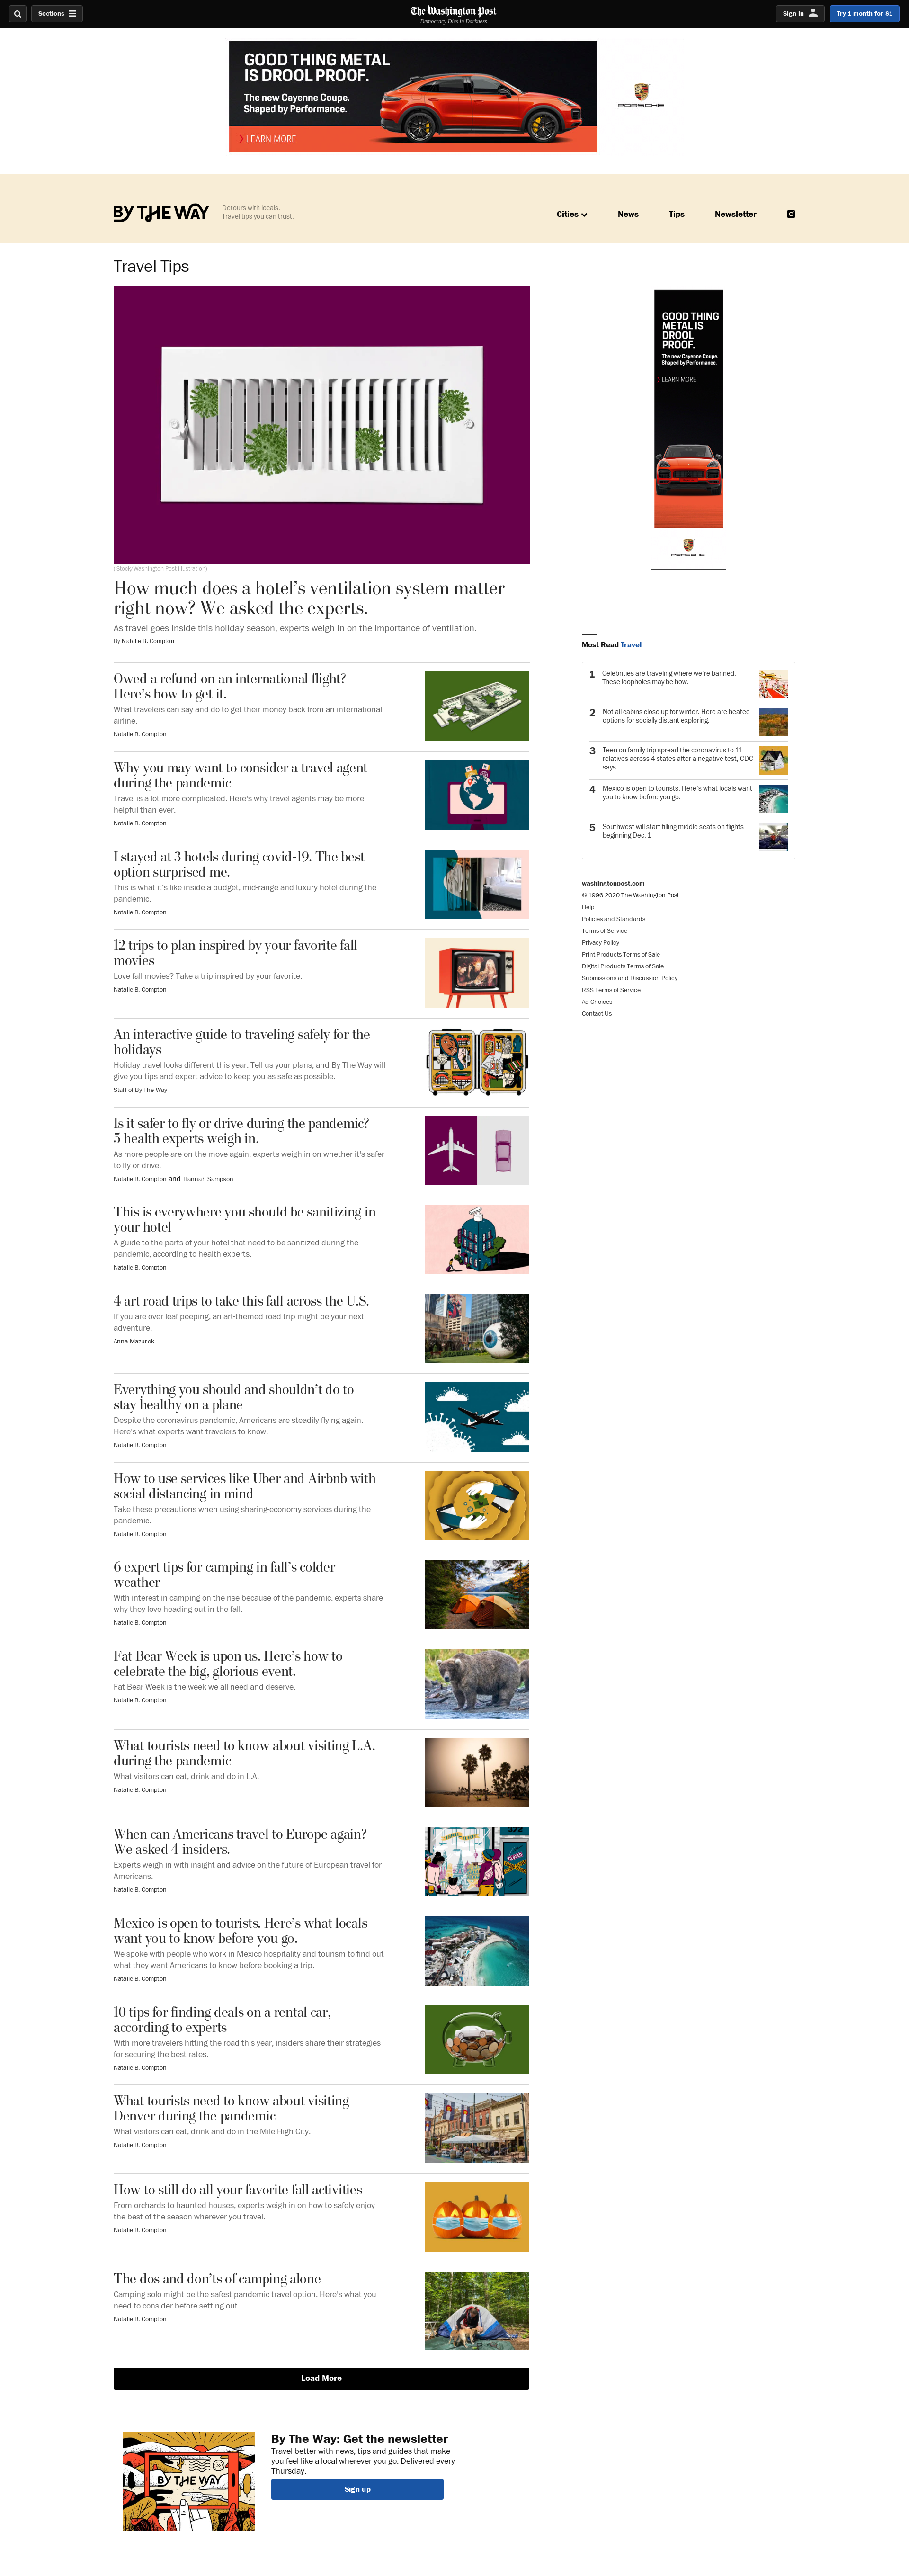 Sections
The Washington Post
Democracy Dies in Darkness
Sign In
Try 1 month for $1
GOOD THING METAL
IS DROOL PROOF.
The new Cayenne Coupe.
Shaped by Performance.
LEARN MORE
PORSCHE
BY THE WAY
Detours with locals.
Travel tips you can trust.
Cities
News
Tips
Newsletter
Travel Tips
(iStock/Washington Post illustration)
How much does a hotel’s ventilation system matter
right now? We asked the experts.
As travel goes inside this holiday season, experts weigh in on the importance of ventilation.
By Natalie B. Compton
Owed a refund on an international flight?
Here’s how to get it.
What travelers can say and do to get their money back from an international
airline.
Natalie B. Compton
Why you may want to consider a travel agent
during the pandemic
Travel is a lot more complicated. Here's why travel agents may be more
helpful than ever.
Natalie B. Compton
I stayed at 3 hotels during covid-19. The best
option surprised me.
This is what it’s like inside a budget, mid-range and luxury hotel during the
pandemic.
Natalie B. Compton
12 trips to plan inspired by your favorite fall
movies
Love fall movies? Take a trip inspired by your favorite.
Natalie B. Compton
An interactive guide to traveling safely for the
holidays
Holiday travel looks different this year. Tell us your plans, and By The Way will
give you tips and expert advice to keep you as safe as possible.
Staff of By The Way
Is it safer to fly or drive during the pandemic?
5 health experts weigh in.
As more people are on the move again, experts weigh in on whether it's safer
to fly or drive.
Natalie B. Compton and Hannah Sampson
This is everywhere you should be sanitizing in
your hotel
A guide to the parts of your hotel that need to be sanitized during the
pandemic, according to health experts.
Natalie B. Compton
4 art road trips to take this fall across the U.S.
If you are over leaf peeping, an art-themed road trip might be your next
adventure.
Anna Mazurek
Everything you should and shouldn’t do to
stay healthy on a plane
Despite the coronavirus pandemic, Americans are steadily flying again.
Here's what experts want travelers to know.
Natalie B. Compton
How to use services like Uber and Airbnb with
social distancing in mind
Take these precautions when using sharing-economy services during the
pandemic.
Natalie B. Compton
6 expert tips for camping in fall’s colder
weather
With interest in camping on the rise because of the pandemic, experts share
why they love heading out in the fall.
Natalie B. Compton
Fat Bear Week is upon us. Here’s how to
celebrate the big, glorious event.
Fat Bear Week is the week we all need and deserve.
Natalie B. Compton
What tourists need to know about visiting L.A.
during the pandemic
What visitors can eat, drink and do in L.A.
Natalie B. Compton
When can Americans travel to Europe again?
We asked 4 insiders.
Experts weigh in with insight and advice on the future of European travel for
Americans.
Natalie B. Compton
372
CLOSED
Mexico is open to tourists. Here’s what locals
want you to know before you go.
We spoke with people who work in Mexico hospitality and tourism to find out
what they want Americans to know before booking a trip.
Natalie B. Compton
10 tips for finding deals on a rental car,
according to experts
With more travelers hitting the road this year, insiders share their strategies
for securing the best rates.
Natalie B. Compton
What tourists need to know about visiting
Denver during the pandemic
What visitors can eat, drink and do in the Mile High City.
Natalie B. Compton
How to still do all your favorite fall activities
From orchards to haunted houses, experts weigh in on how to safely enjoy
the best of the season wherever you travel.
Natalie B. Compton
The dos and don’ts of camping alone
Camping solo might be the safest pandemic travel option. Here's what you
need to consider before setting out.
Natalie B. Compton
Load More
BY THE WAY
By The Way: Get the newsletter
Travel better with news, tips and guides that make
you feel like a local wherever you go. Delivered every
Thursday.
Sign up
GOOD THING
METAL IS
DROOL
PROOF.
The new Cayenne Coupe.
Shaped by Performance.
LEARN MORE
PORSCHE
Most Read Travel
1 Celebrities are traveling where we’re banned.
These loopholes may be how.
2 Not all cabins close up for winter. Here are heated
options for socially distant exploring.
3 Teen on family trip spread the coronavirus to 11
relatives across 4 states after a negative test, CDC
says
4 Mexico is open to tourists. Here’s what locals want
you to know before you go.
5 Southwest will start filling middle seats on flights
beginning Dec. 1
washingtonpost.com
© 1996-2020 The Washington Post
Help
Policies and Standards
Terms of Service
Privacy Policy
Print Products Terms of Sale
Digital Products Terms of Sale
Submissions and Discussion Policy
RSS Terms of Service
Ad Choices
Contact Us